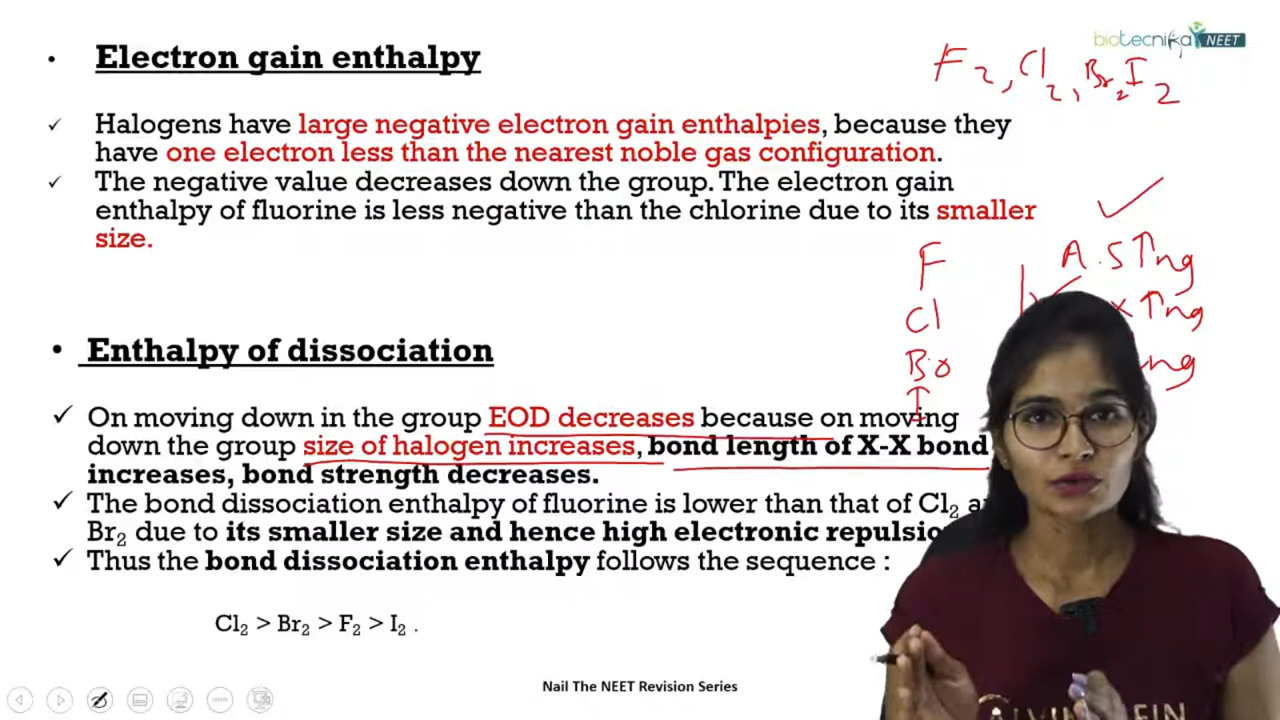 biotecnika NEET
• Electron gain enthalpy
F2, Cl2, Br2 I2
✓ Halogens have large negative electron gain enthalpies, because they
have one electron less than the nearest noble gas configuration.
✓ The negative value decreases down the group. The electron gain
enthalpy of fluorine is less negative than the chlorine due to its smaller
size.
F
A.S ↑ng
Cl
x ↑ng
• Enthalpy of dissociation
Br
ng
I
✓ On moving down in the group EOD decreases because on moving
down the group size of halogen increases, bond length of X-X bond
increases, bond strength decreases.
✓ The bond dissociation enthalpy of fluorine is lower than that of Cl₂
Br₂ due to its smaller size and hence high electronic
✓ Thus the bond dissociation enthalpy follows the sequence :
Cl₂ > Br₂ > F₂ > I₂ .
Nail The NEET Revision Series